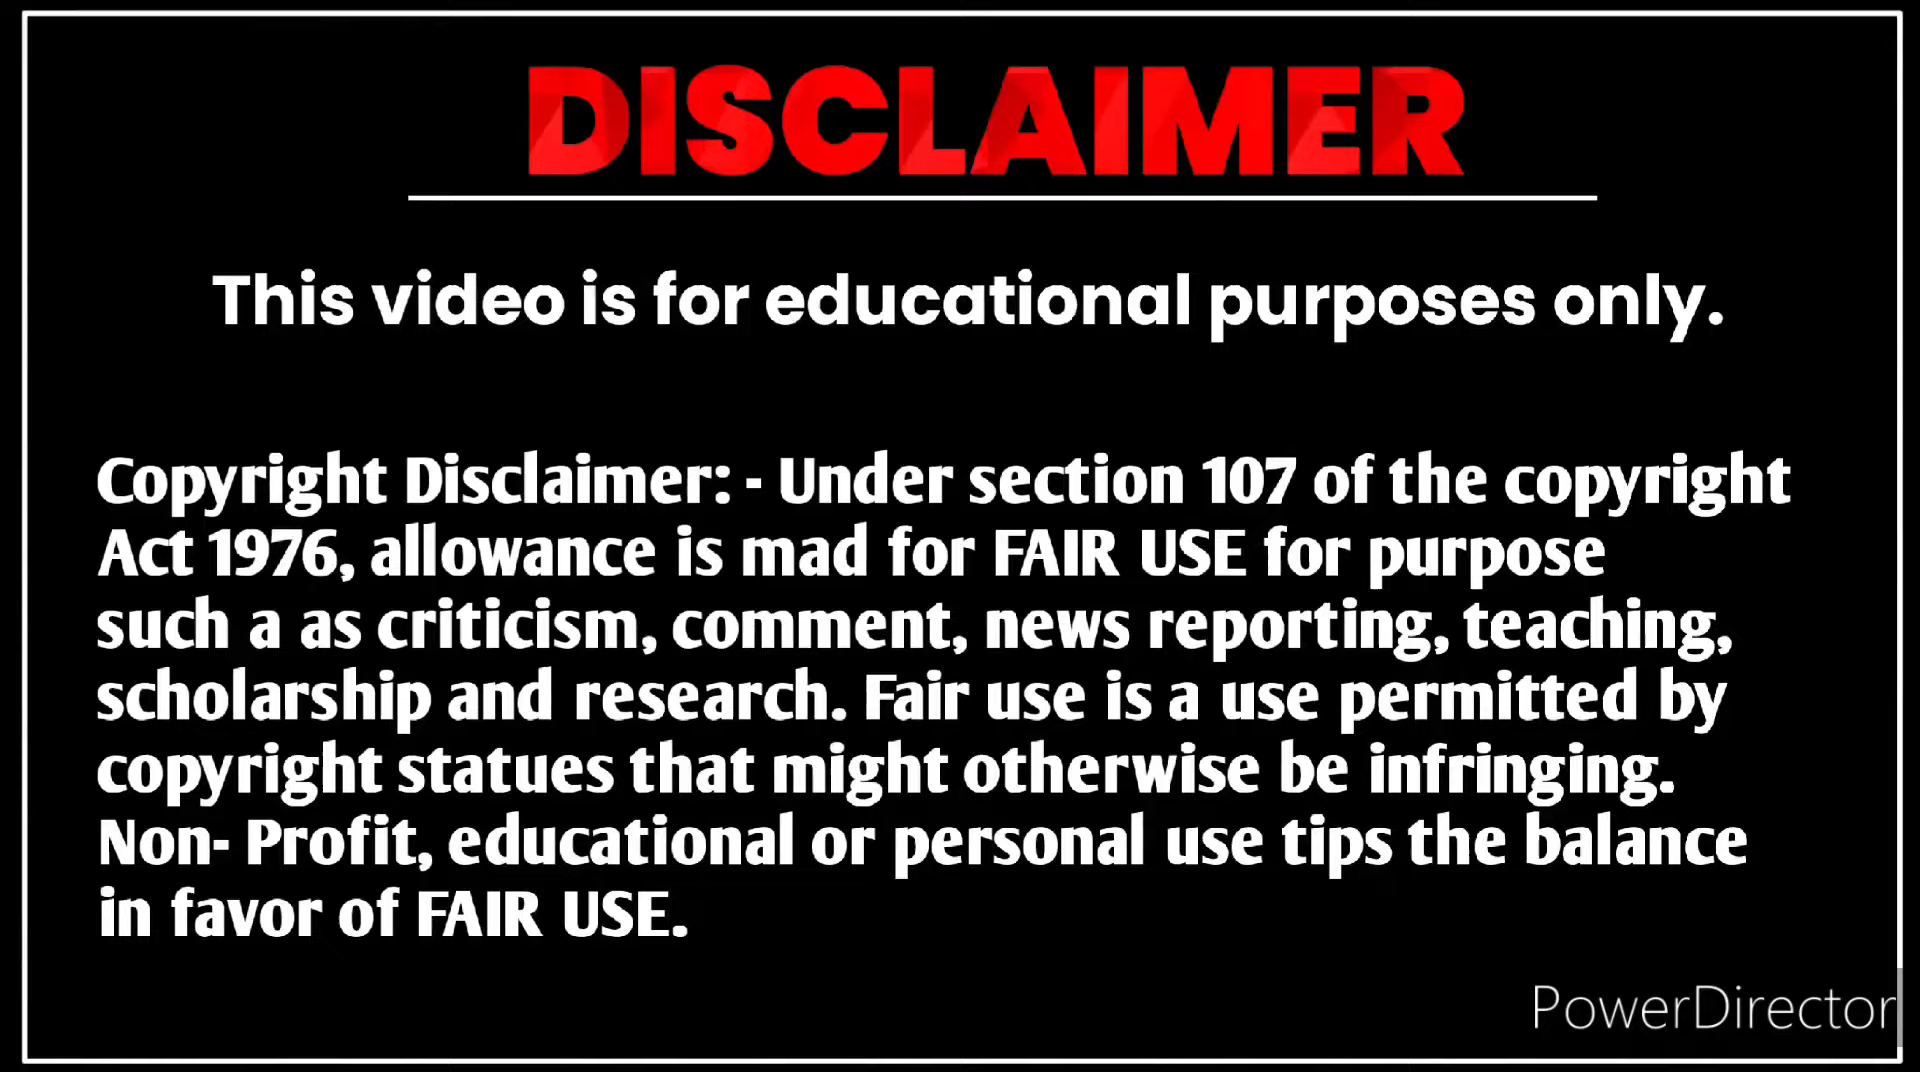 DISCLAIMER
This video is for educational purposes only.
Copyright Disclaimer: - Under section 107 of the copyright
Act 1976, allowance is mad for FAIR USE for purpose
such a as criticism, comment, news reporting, teaching,
scholarship and research. Fair use is a use permitted by
copyright statues that might otherwise be infringing.
Non- Profit, educational or personal use tips the balance
in favor of FAIR USE.
PowerDirector